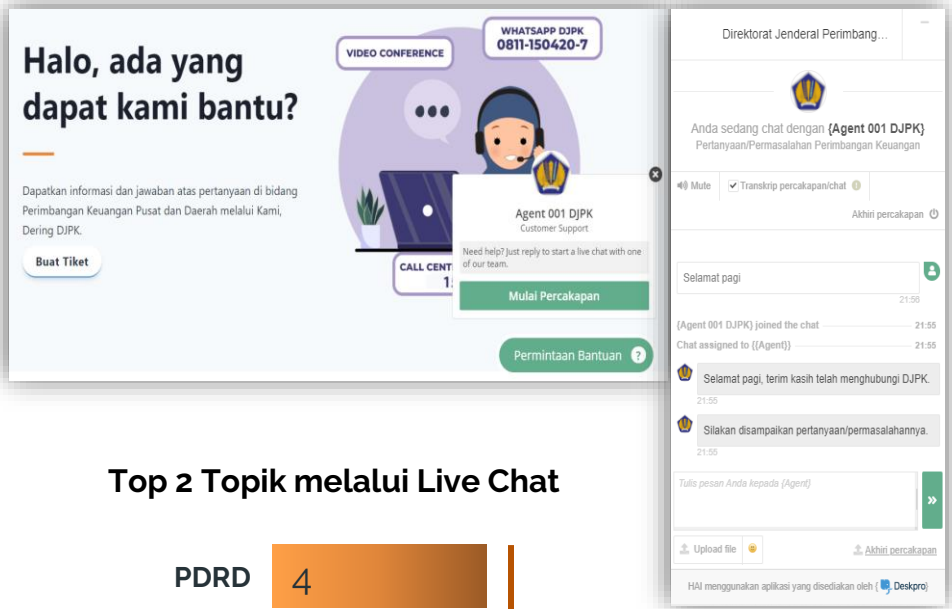 Halo, ada yang
dapat kami bantu?
Dapatkan informasi dan jawaban atas pertanyaan di bidang
Perimbangan Keuangan Pusat dan Daerah melalui Kami,
Dering DJPK.
Buat Tiket
VIDEO CONFERENCE
WHATSAPP DJPK
0811-150420-7
CALL CENT
Agent 001 DJPK
Customer Support
Need help? Just reply to start a live chat with one
of our team.
Mulai Percakapan
Permintaan Bantuan ?
Direktorat Jenderal Perimbang...
Anda sedang chat dengan {Agent 001 DJPK}
Pertanyaan/Permasalahan Perimbangan Keuangan
Mute
Transkrip percakapan/chat
Akhiri percakapan
Selamat pagi
{Agent 001 DJPK} joined the chat
21:55
Chat assigned to {{Agent}}
21:55
Selamat pagi, terim kasih telah menghubungi DJPK.
21:55
Silakan disampaikan pertanyaan/permasalahannya.
21:55
Tulis pesan Anda kepada {Agent}
»
Upload file
Akhiri percakapan
HAI menggunakan aplikasi yang disediakan oleh { Deskpro}
Top 2 Topik melalui Live Chat
PDRD 4